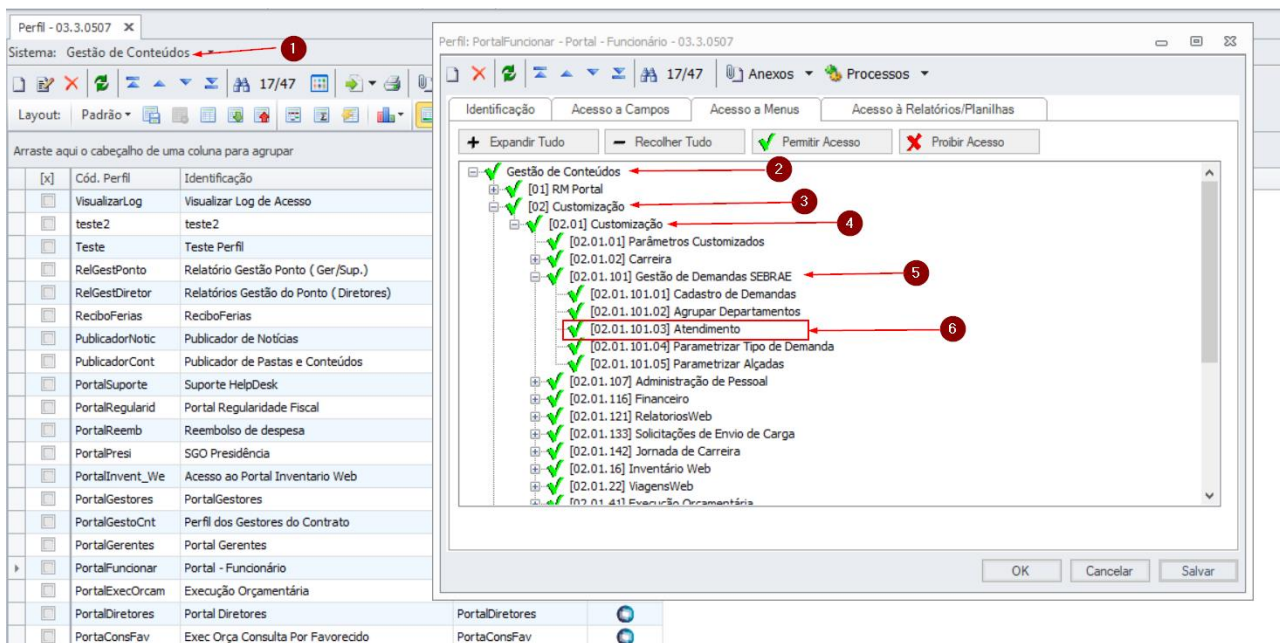 Perfil - 03.3.0507 X
Sistema: Gestão de Conteúdos
1
17/47
Layout: Padrão
Arraste aqui o cabeçalho de uma coluna para agrupar
[x] Cód. Perfil Identificação
VisualizarLog Visualizar Log de Acesso
teste2 teste2
Teste Teste Perfil
RelGestPonto Relatório Gestão Ponto ( Ger/Sup.)
RelGestDiretor Relatórios Gestão do Ponto ( Diretores)
ReciboFerias ReciboFerias
PublicadorNotic Publicador de Notícias
PublicadorCont Publicador de Pastas e Conteúdos
PortalSuporte Suporte HelpDesk
PortalRegularid Portal Regularidade Fiscal
PortalReemb Reembolso de despesa
PortalPresi SGO Presidência
PortalInvent_We Acesso ao Portal Inventario Web
PortalGestores PortalGestores
PortalGestoCnt Perfil dos Gestores do Contrato
PortalGerentes Portal Gerentes
PortalFuncionar Portal - Funcionário
PortalExecOrcam Execução Orçamentária
PortalDiretores Portal Diretores PortalDiretores
PortaConsFav Exec Orça Consulta Por Favorecido PortaConsFav
Perfil: PortalFuncionar - Portal - Funcionário - 03.3.0507
17/47 Anexos Processos
Identificação Acesso a Campos Acesso a Menus Acesso à Relatórios/Planilhas
Expandir Tudo Recolher Tudo Permitir Acesso Proibir Acesso
Gestão de Conteúdos 2
[01] RM Portal
[02] Customização 3
[02.01] Customização 4
[02.01.01] Parâmetros Customizados
[02.01.02] Carreira
[02.01.101] Gestão de Demandas SEBRAE 5
[02.01.101.01] Cadastro de Demandas
[02.01.101.02] Agrupar Departamentos
[02.01.101.03] Atendimento 6
[02.01.101.04] Parametrizar Tipo de Demanda
[02.01.101.05] Parametrizar Alçadas
[02.01.107] Administração de Pessoal
[02.01.116] Financeiro
[02.01.121] RelatoriosWeb
[02.01.133] Solicitações de Envio de Carga
[02.01.142] Jornada de Carreira
[02.01.16] Inventário Web
[02.01.22] ViagensWeb
[02.01.41] Execução Orçamentária
OK Cancelar Salvar